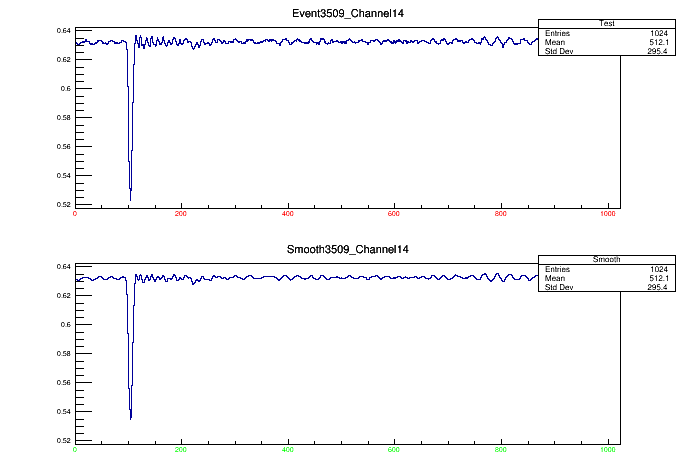 Event3509_Channel14
Test
Entries 1024
Mean 512.1
Std Dev 295.4
0.64
0.62
0.6
0.58
0.56
0.54
0.52
0 200 400 600 800 1000
Smooth3509_Channel14
Smooth
Entries 1024
Mean 512.1
Std Dev 295.4
0.64
0.62
0.6
0.58
0.56
0.54
0.52
0 200 400 600 800 1000